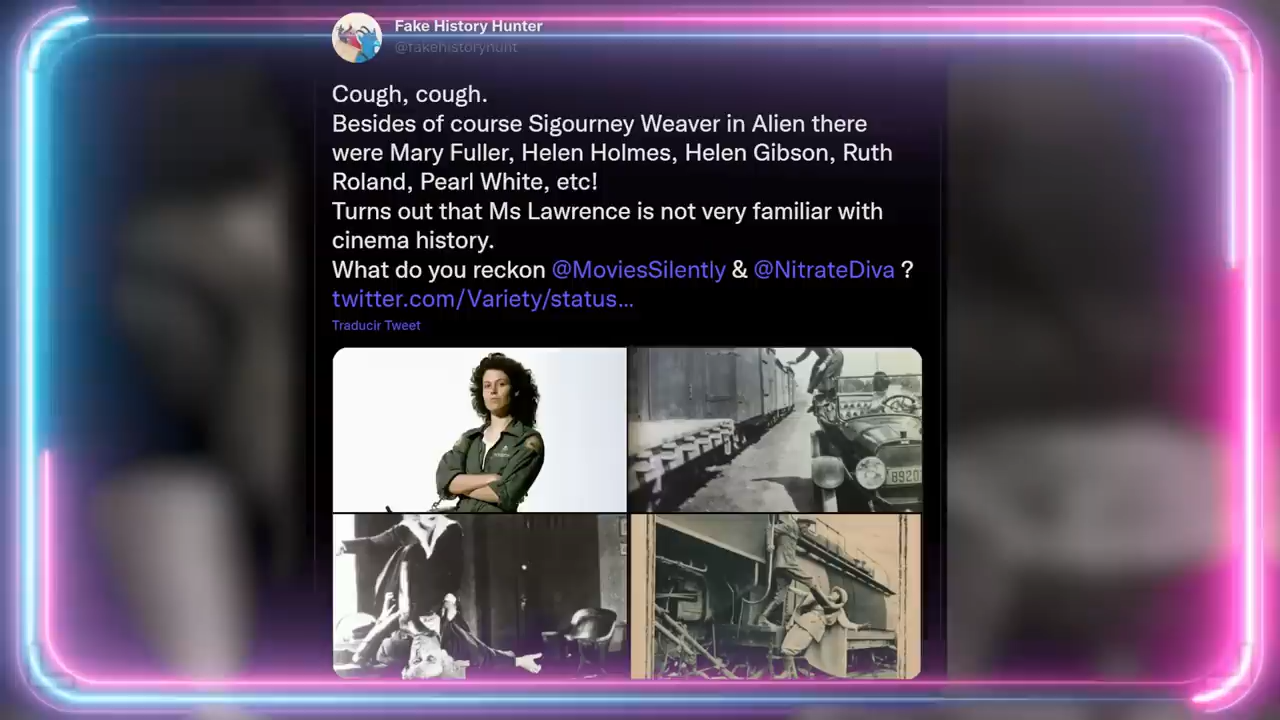 Fake History Hunter
@fakehistoryhunt
Cough, cough.
Besides of course Sigourney Weaver in Alien there
were Mary Fuller, Helen Holmes, Helen Gibson, Ruth
Roland, Pearl White, etc!
Turns out that Ms Lawrence is not very familiar with
cinema history.
What do you reckon @MoviesSilently & @NitrateDiva ?
twitter.com/Variety/status...
Traducir Tweet